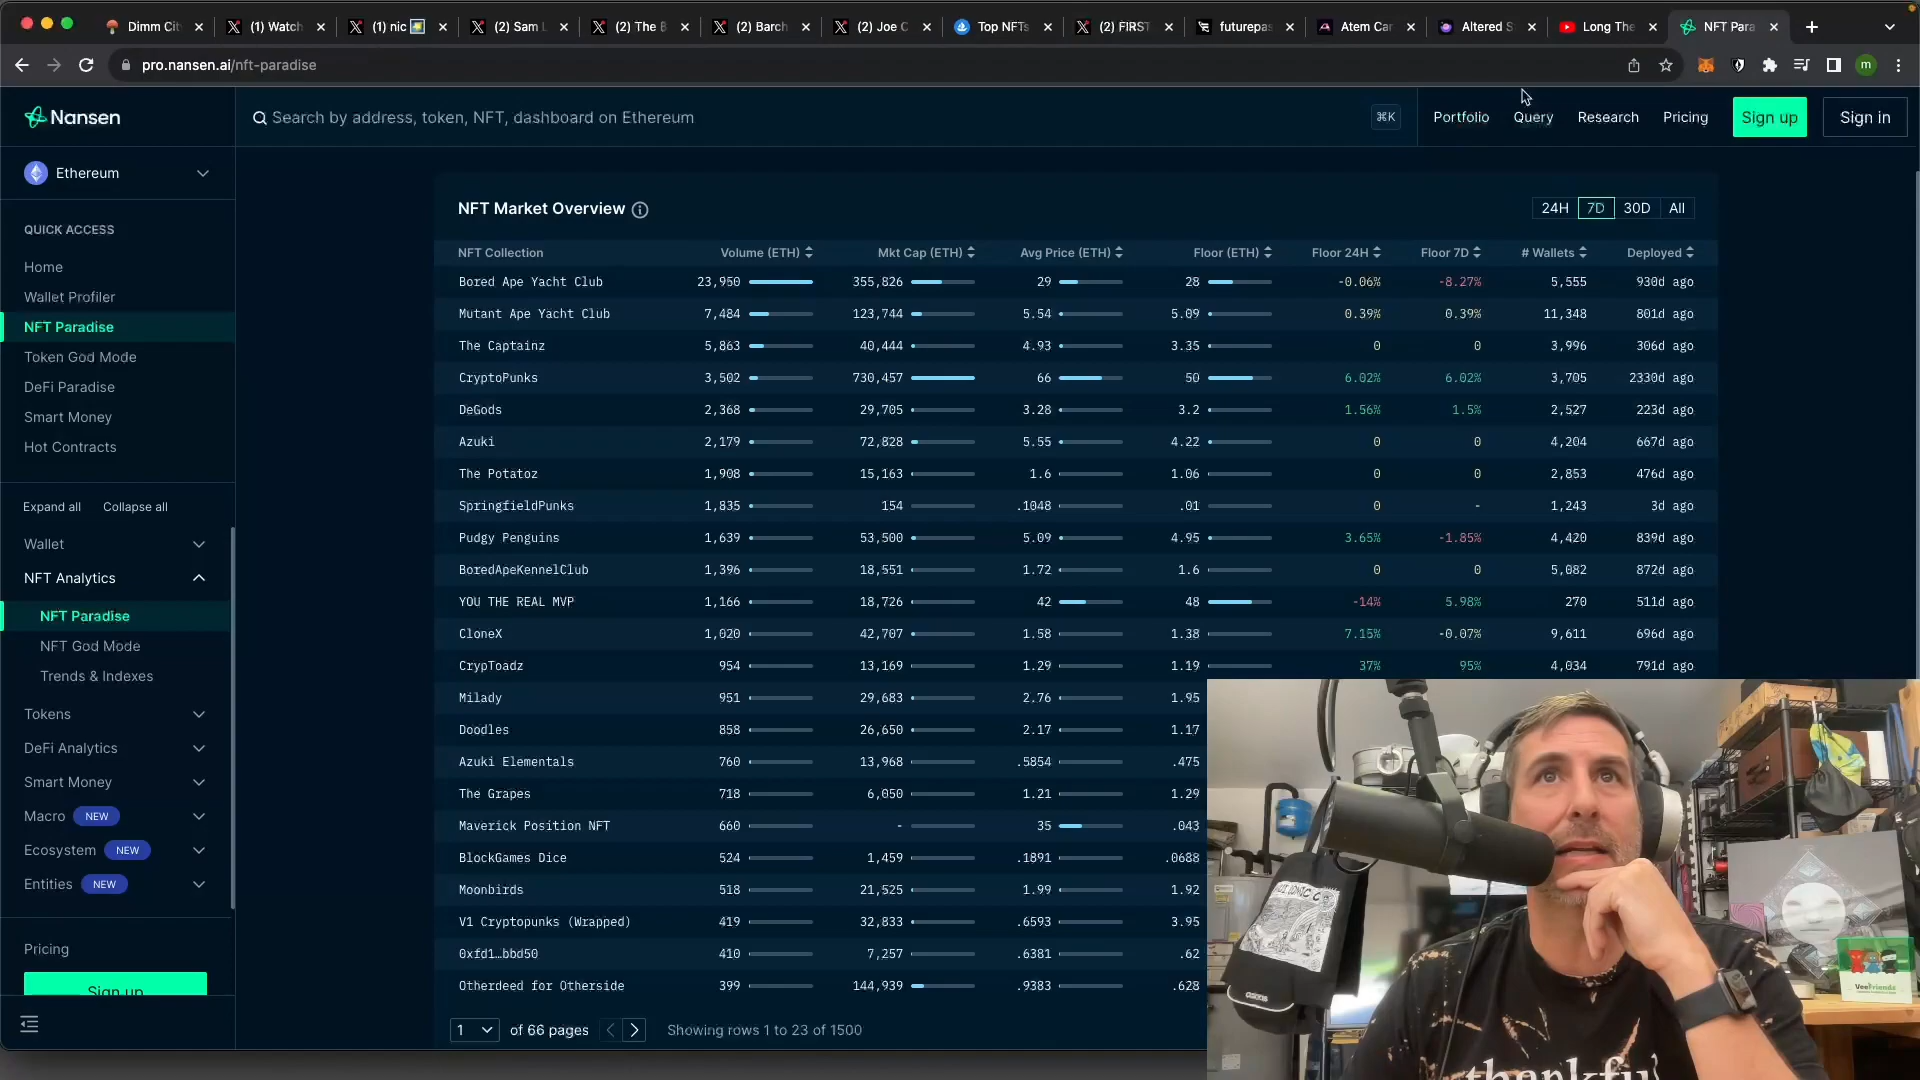 Dimm City
(1) Watch
(1) nic
(2) Sam L
(2) The B
(2) Barch
(2) Joe C
Top NFTs
(2) FIRST
futurepas
Atem Car
Altered S
Long The
NFT Para
pro.nansen.ai/nft-paradise
m
Nansen
Search by address, token, NFT, dashboard on Ethereum
⌘K
Portfolio
Query
Research
Pricing
Sign up
Sign in
Ethereum
QUICK ACCESS
Home
Wallet Profiler
NFT Paradise
Token God Mode
DeFi Paradise
Smart Money
Hot Contracts
Expand all Collapse all
Wallet
NFT Analytics
NFT Paradise
NFT God Mode
Trends & Indexes
Tokens
DeFi Analytics
Smart Money
Macro NEW
Ecosystem NEW
Entities NEW
Pricing
Sign up
NFT Market Overview
24H 7D 30D All
NFT Collection Volume (ETH) Mkt Cap (ETH) Avg Price (ETH) Floor (ETH) Floor 24H Floor 7D # Wallets Deployed
Bored Ape Yacht Club 23,950 355,826 29 28 -0.06% -8.27% 5,555 930d ago
Mutant Ape Yacht Club 7,484 123,744 5.54 5.09 0.39% 0.39% 11,348 801d ago
The Captainz 5,863 40,444 4.93 3.35 0 0 3,996 306d ago
CryptoPunks 3,502 730,457 66 50 6.02% 6.02% 3,705 2330d ago
DeGods 2,368 29,705 3.28 3.2 1.56% 1.5% 2,527 223d ago
Azuki 2,179 72,828 5.55 4.22 0 0 4,204 667d ago
The Potatoz 1,908 15,163 1.6 1.06 0 0 2,853 476d ago
SpringfieldPunks 1,835 154 .1048 .01 0 - 1,243 3d ago
Pudgy Penguins 1,639 53,500 5.09 4.95 3.65% -1.85% 4,420 839d ago
BoredApeKennelClub 1,396 18,551 1.72 1.6 0 0 5,082 872d ago
YOU THE REAL MVP 1,166 18,726 42 48 -14% 5.98% 270 511d ago
CloneX 1,020 42,707 1.58 1.38 7.15% -0.07% 9,611 696d ago
CrypToadz 954 13,169 1.29 1.19 37% 95% 4,034 791d ago
Milady 951 29,683 2.76 1.95
Doodles 858 26,650 2.17 1.17
Azuki Elementals 760 13,968 .5854 .475
The Grapes 718 6,050 1.21 1.29
Maverick Position NFT 660 - 35 .043
BlockGames Dice 524 1,459 .1891 .0688
Moonbirds 518 21,525 1.99 1.92
V1 Cryptopunks (Wrapped) 419 32,833 .6593 3.95
0xfd1…bbd50 410 7,257 .6381 .62
Otherdeed for Otherside 399 144,939 .9383 .628
1 of 66 pages Showing rows 1 to 23 of 1500
VeeFriends
thankfu